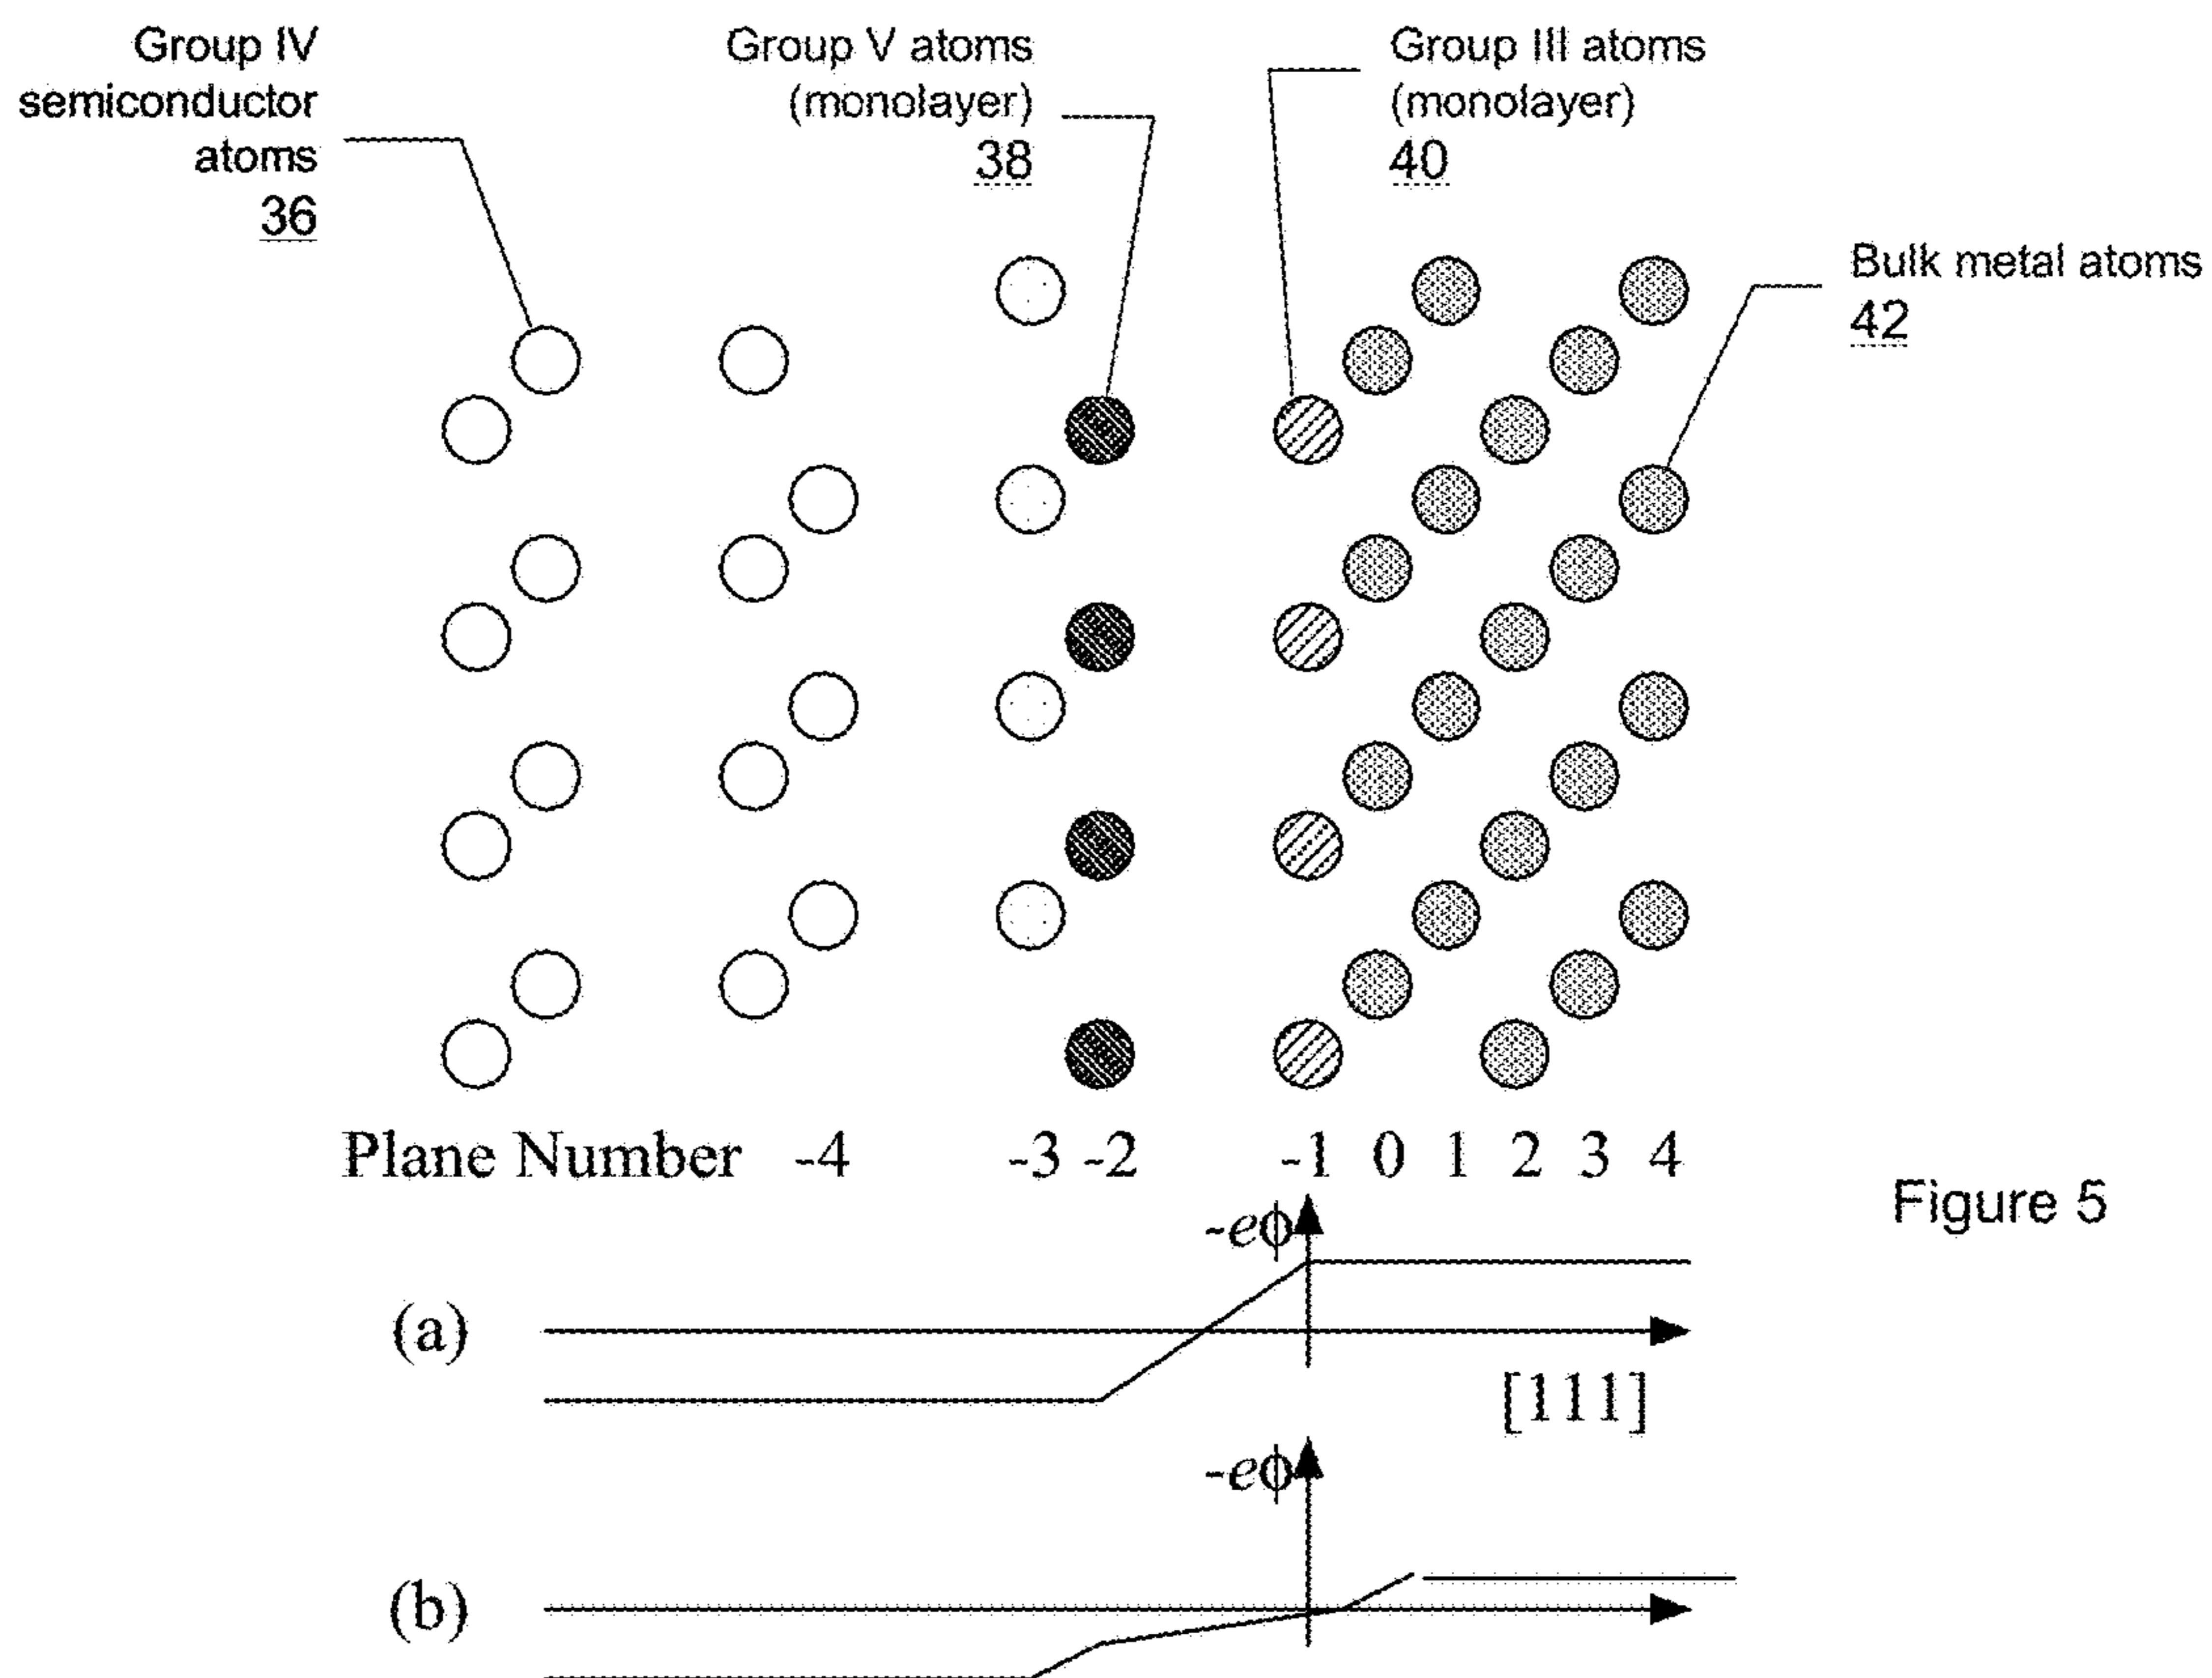 Group IV
semiconductor
atoms
36
Group V atoms
(monolayer)
38
Group III atoms
(monolayer)
40
Bulk metal atoms
42
Plane Number -4 -3 -2 -1 0 1 2 3 4
Figure 5
-eϕ
(a)
[111]
-eϕ
(b)